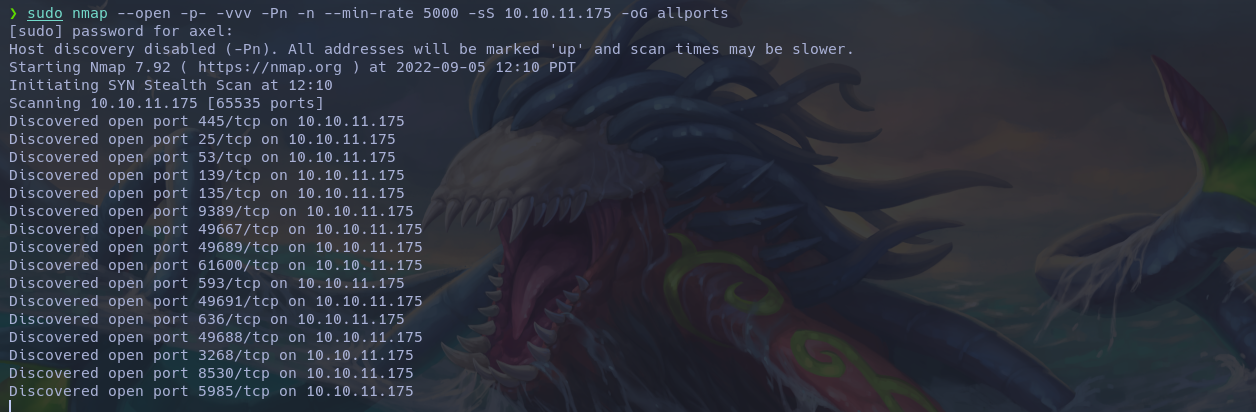 ❯ sudo nmap --open -p- -vvv -Pn -n --min-rate 5000 -sS 10.10.11.175 -oG allports
[sudo] password for axel:
Host discovery disabled (-Pn). All addresses will be marked 'up' and scan times may be slower.
Starting Nmap 7.92 ( https://nmap.org ) at 2022-09-05 12:10 PDT
Initiating SYN Stealth Scan at 12:10
Scanning 10.10.11.175 [65535 ports]
Discovered open port 445/tcp on 10.10.11.175
Discovered open port 25/tcp on 10.10.11.175
Discovered open port 53/tcp on 10.10.11.175
Discovered open port 139/tcp on 10.10.11.175
Discovered open port 135/tcp on 10.10.11.175
Discovered open port 9389/tcp on 10.10.11.175
Discovered open port 49667/tcp on 10.10.11.175
Discovered open port 49689/tcp on 10.10.11.175
Discovered open port 61600/tcp on 10.10.11.175
Discovered open port 593/tcp on 10.10.11.175
Discovered open port 49691/tcp on 10.10.11.175
Discovered open port 636/tcp on 10.10.11.175
Discovered open port 49688/tcp on 10.10.11.175
Discovered open port 3268/tcp on 10.10.11.175
Discovered open port 8530/tcp on 10.10.11.175
Discovered open port 5985/tcp on 10.10.11.175